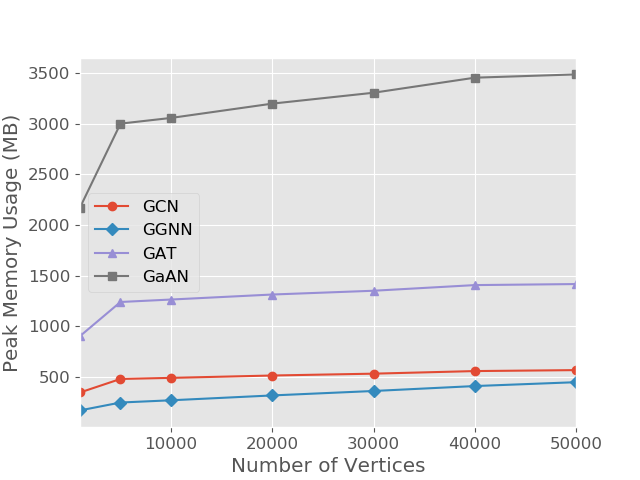 Peak Memory Usage (MB)
3500
3000
2500
2000
1500
1000
500
GCN
GGNN
GAT
GaAN
10000 20000 30000 40000 50000
Number of Vertices